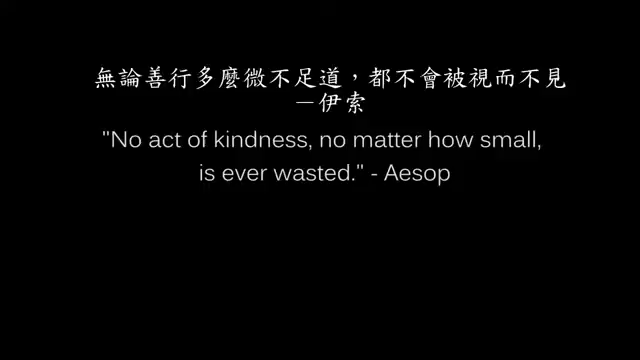 無論善行多麼微不足道，都不會被視而不見
－伊索
"No act of kindness, no matter how small,
is ever wasted." - Aesop